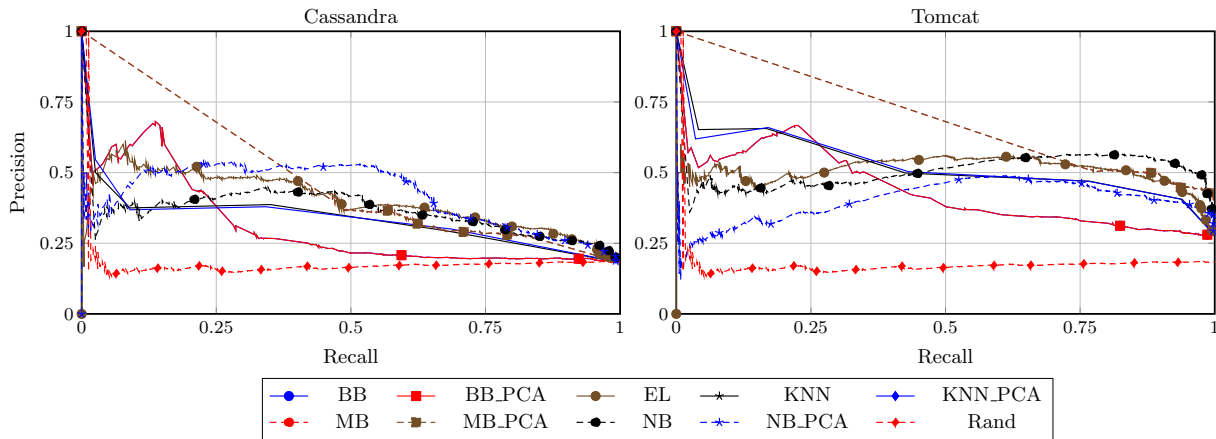 Cassandra
Tomcat
Precision
1
0.75
0.5
0.25
0
0
0.25
0.5
0.75
1
Recall
1
0.75
0.5
0.25
0
0
0.25
0.5
0.75
1
Recall
BB BB_PCA EL KNN KNN_PCA
MB MB_PCA NB NB_PCA Rand